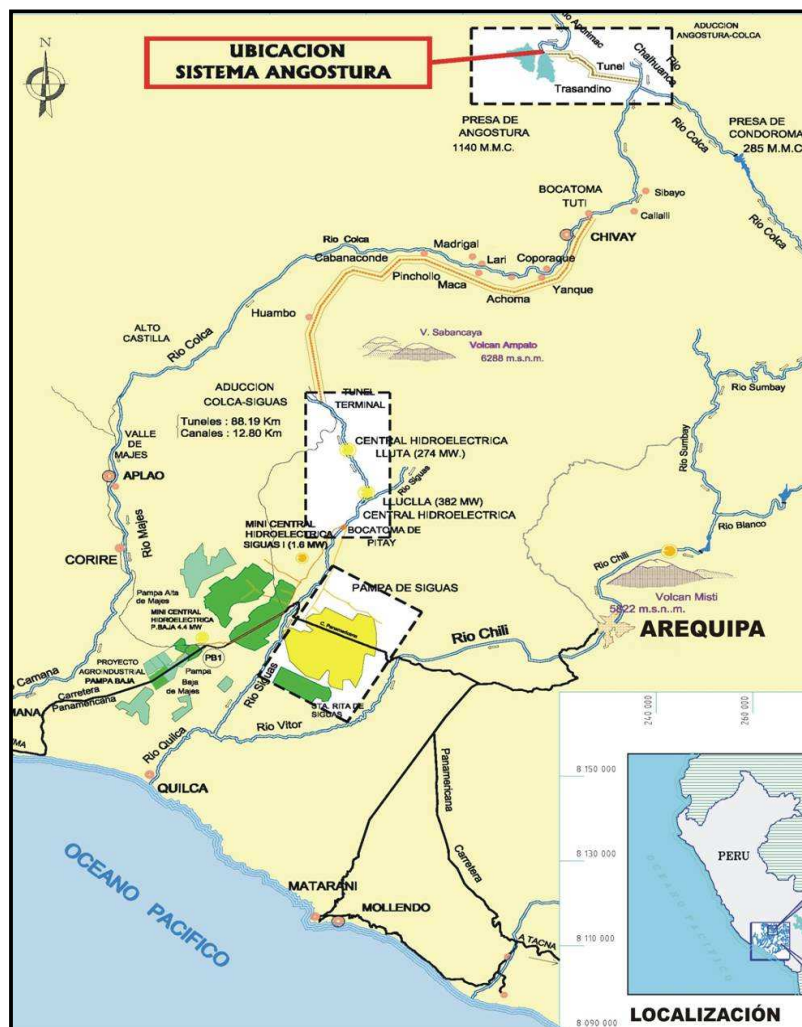 N
UBICACION
SISTEMA ANGOSTURA
Rio Apurimac
ADUCCION
ANGOSTURA-COLCA
Tunel
Trasandino
Rio
Chalhuanca
PRESA DE
ANGOSTURA
1140 M.M.C.
PRESA DE
CONDOROMA
285 M.M.C.
Rio Colca
Rio Colca
BOCATOMA
TUTI
Sibayo
Callalli
CHIVAY
Rio Colca
Madrigal
Cabanaconde
Lari
Coporaque
Pinchollo
Maca
Achoma
Yanque
Huambo
ALTO
CASTILLA
Rio Colca
V. Sabancaya
Volcan Ampato
6288 m.s.n.m.
ADUCCION
COLCA-SIGUAS
Tuneles : 88.19 Km
Canales : 12.80 Km
TUNEL
TERMINAL
Rio Sumbay
Rio Sumbay
VALLE
DE
MAJES
APLAO
CENTRAL HIDROELECTRICA
LLUTA (274 MW.)
Rio Siguas
LLUCLLA (382 MW)
CENTRAL HIDROELECTRICA
Rio Blanco
MINI CENTRAL
HIDROELECTRICA
SIGUAS I (1.6 MW)
BOCATOMA DE
PITAY
Rio Majes
CORIRE
Rio Chili
Volcan Misti
5822 m.s.n.m.
PAMPA DE SIGUAS
Pampa Alta
de Majes
MINI CENTRAL
HIDROELECTRICA
P.BAJA 4.4 MW
C. Panamericana
Rio Chili
AREQUIPA
PB1
PROYECTO
AGROINDUSTRIAL
PAMPA BAJA
Pampa
Baja
de Majes
Rio Siguas
STA. RITA DE
SIGUAS
Camana
Carretera
Panamericana
MANA
Rio Vitor
Rio Quilca
QUILCA
Panamericana
Carretera
OCEANO PACIFICO
MATARANI
MOLLENDO
A TACNA
240 000
260 000
8 150 000
8 130 000
8 110 000
8 090 000
PERU
OCEANO PACIFICO
LOCALIZACIÓN